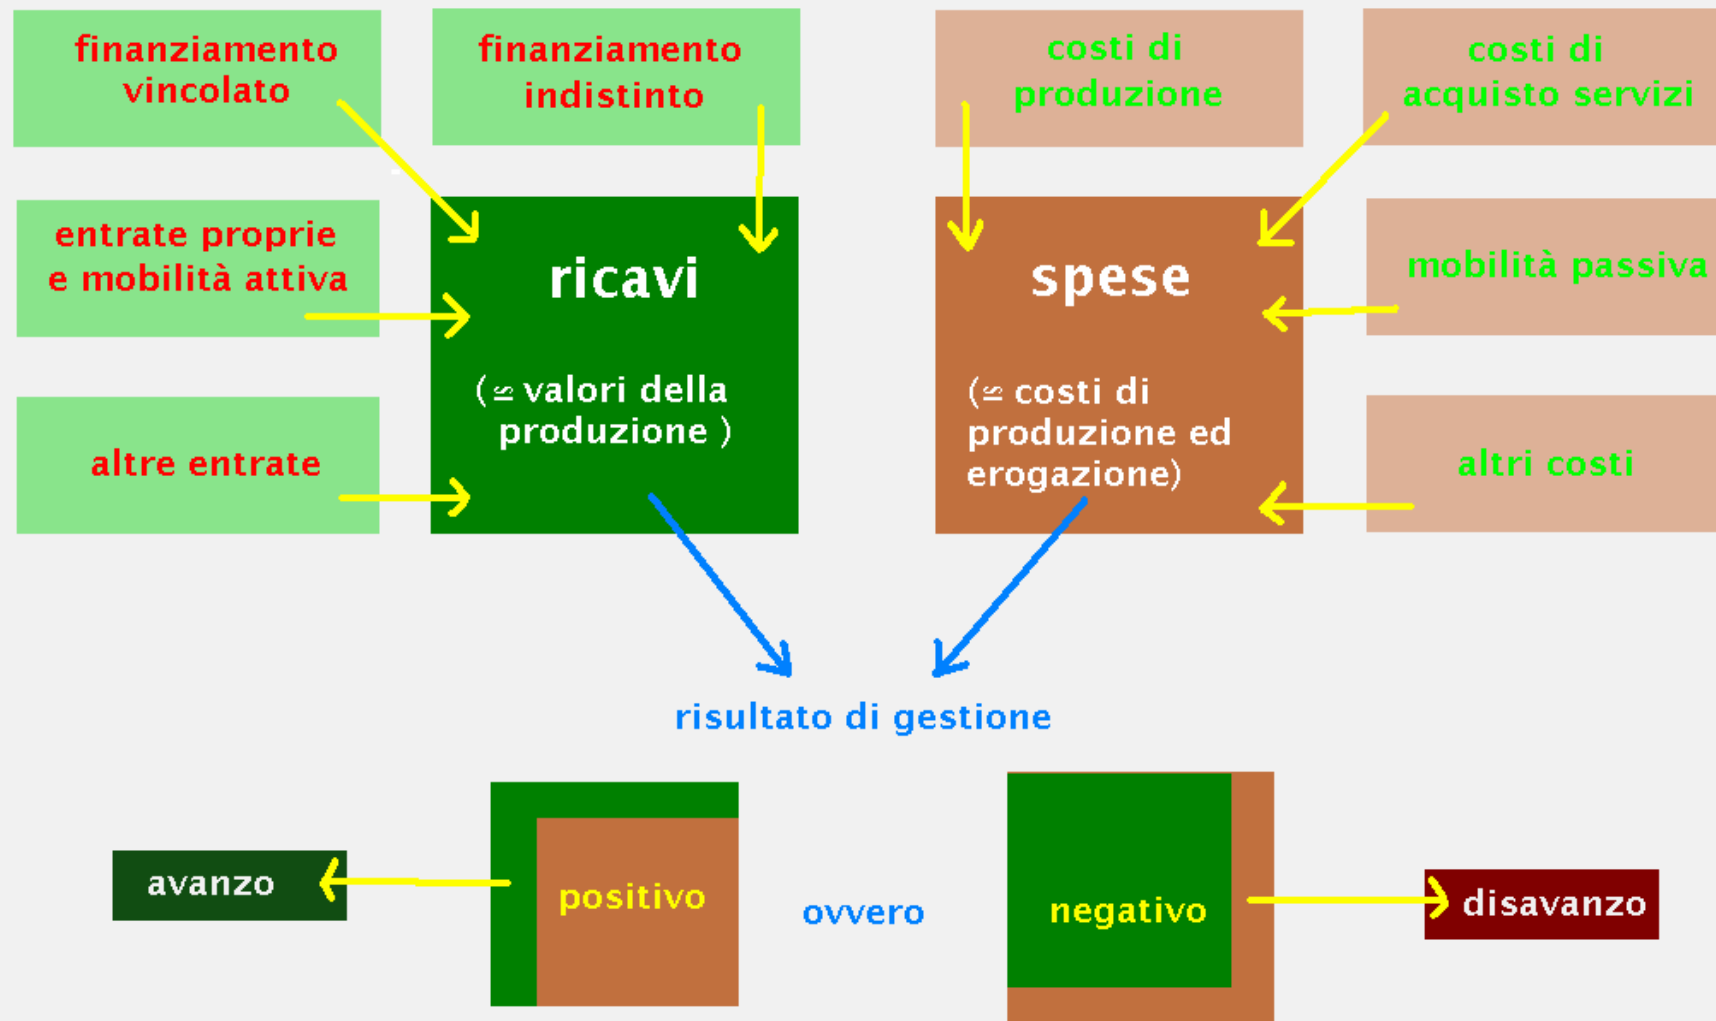 finanziamento
vincolato
finanziamento
indistinto
costi di
produzione
costi di
acquisto servizi
entrate proprie
e mobilità attiva
ricavi
(≌ valori della
produzione )
spese
(≌ costi di
produzione ed
erogazione)
mobilità passiva
altre entrate
altri costi
risultato di gestione
avanzo
positivo
ovvero
negativo
disavanzo